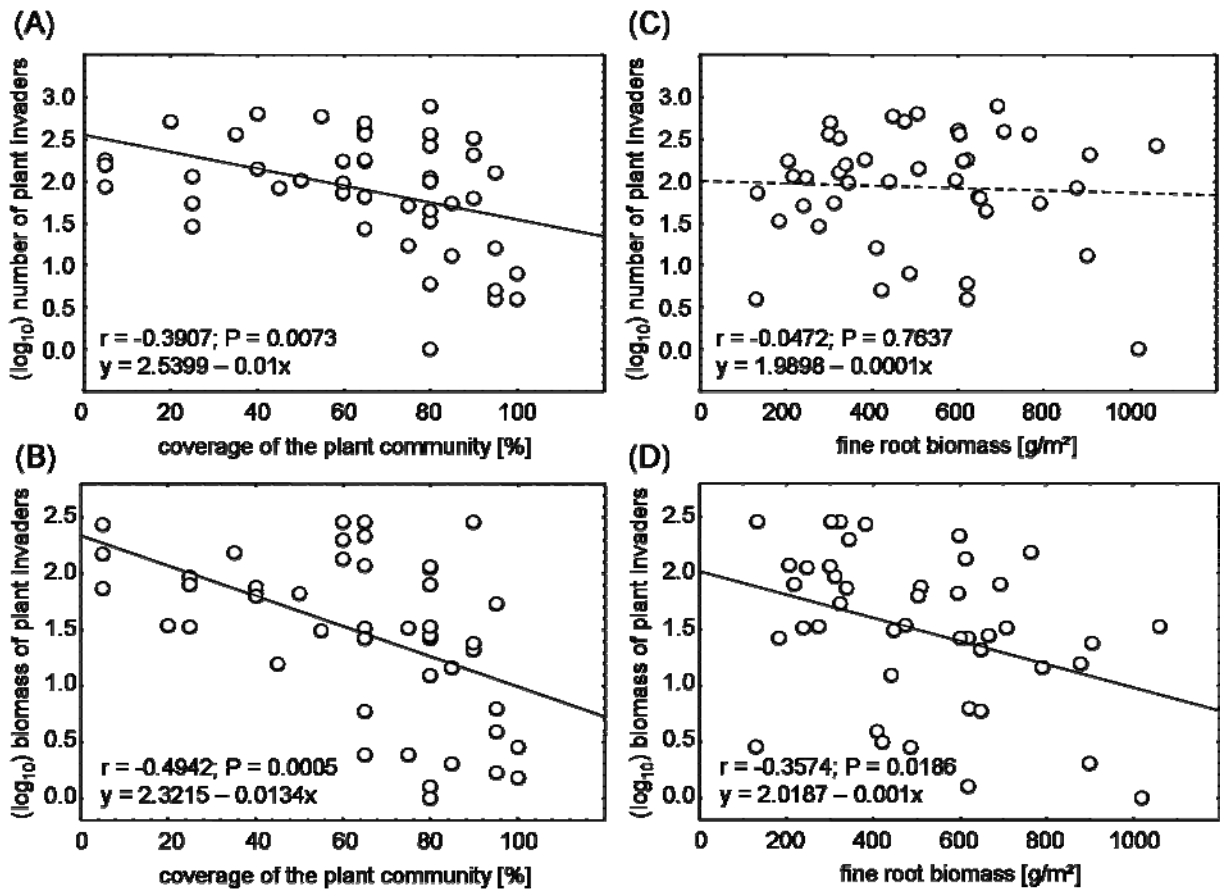 (A)
(log₁₀) number of plant invaders
3.0
2.5
2.0
1.5
1.0
0.5
0.0
r = -0.3907; P = 0.0073
y = 2.5399 – 0.01x
0 20 40 60 80 100
coverage of the plant community [%]
(C)
(log₁₀) number of plant invaders
3.0
2.5
2.0
1.5
1.0
0.5
0.0
r = -0.0472; P = 0.7637
y = 1.9898 – 0.0001x
0 200 400 600 800 1000
fine root biomass [g/m²]
(B)
(log₁₀) biomass of plant invaders
2.5
2.0
1.5
1.0
0.5
0.0
r = -0.4942; P = 0.0005
y = 2.3215 – 0.0134x
0 20 40 60 80 100
coverage of the plant community [%]
(D)
(log₁₀) biomass of plant invaders
2.5
2.0
1.5
1.0
0.5
0.0
r = -0.3574; P = 0.0186
y = 2.0187 – 0.001x
0 200 400 600 800 1000
fine root biomass [g/m²]